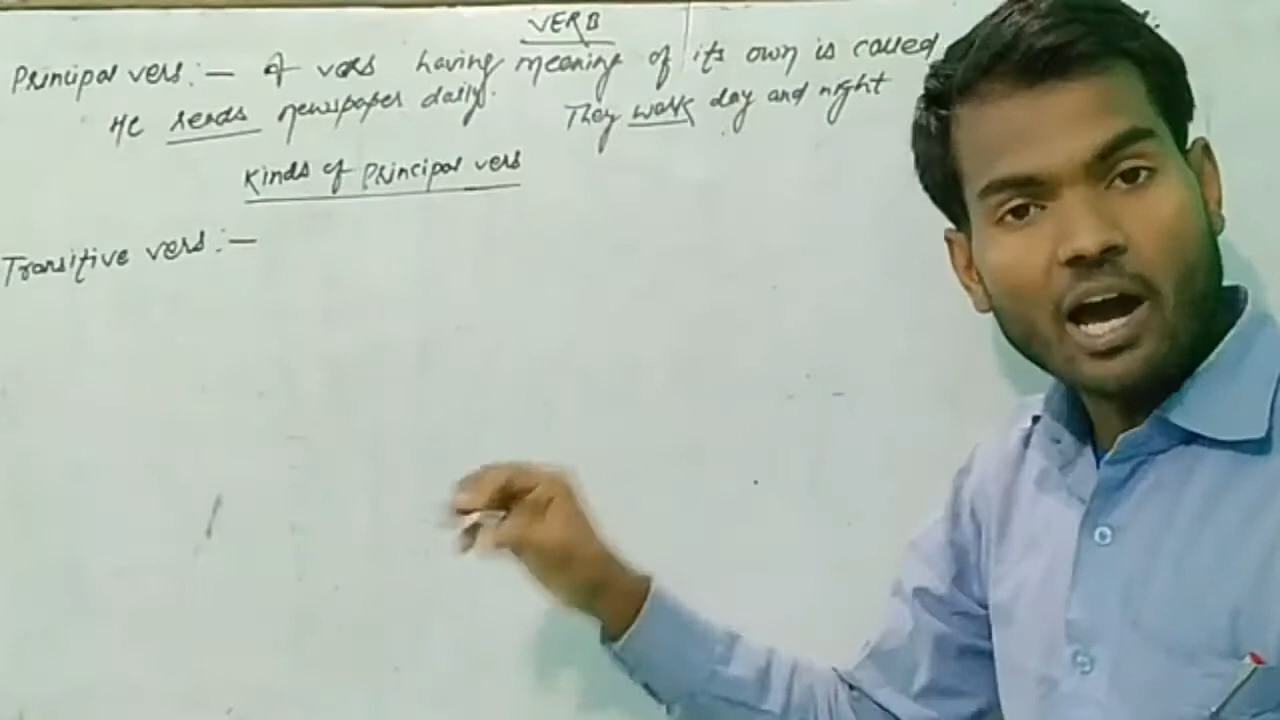 VERB
Principal verb:— A verb having meaning of its own is called
He reads newspaper daily. They work day and night
Kinds of Principal verb
Transitive verb:—